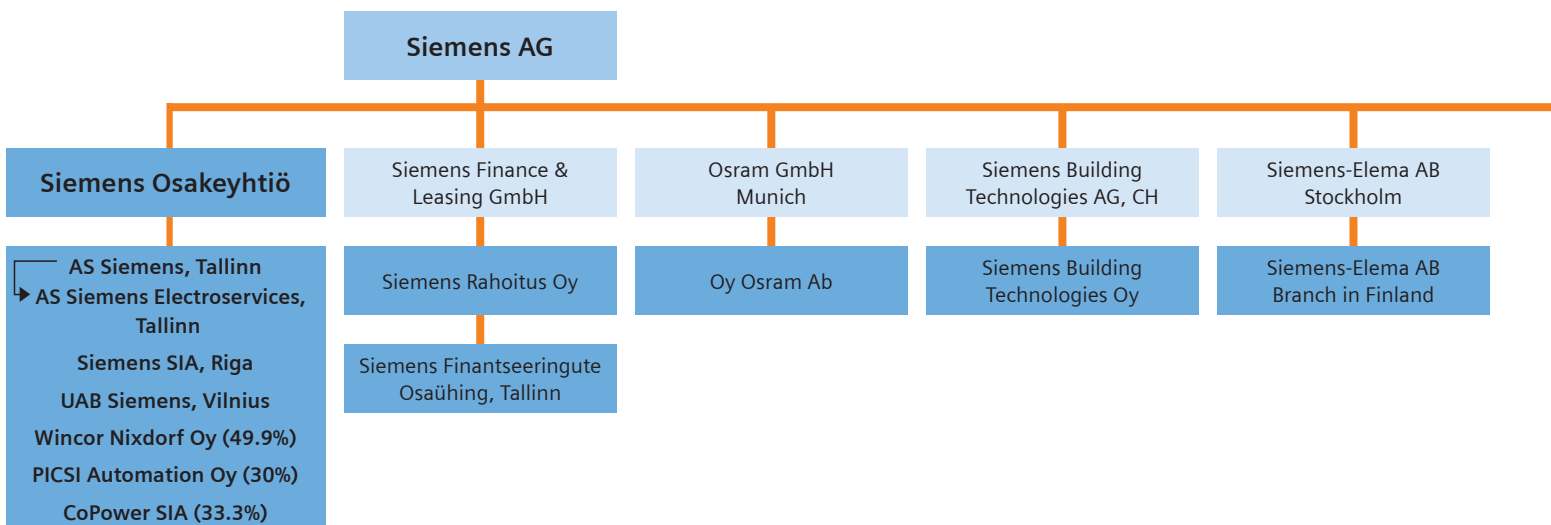 Siemens AG
Siemens Osakeyhtiö
AS Siemens, Tallinn
AS Siemens Electroservices,
Tallinn
Siemens SIA, Riga
UAB Siemens, Vilnius
Wincor Nixdorf Oy (49.9%)
PICSI Automation Oy (30%)
CoPower SIA (33.3%)
Siemens Finance &
Leasing GmbH
Siemens Rahoitus Oy
Siemens Finantseeringute
Osaühing, Tallinn
Osram GmbH
Munich
Oy Osram Ab
Siemens Building
Technologies AG, CH
Siemens Building
Technologies Oy
Siemens-Elema AB
Stockholm
Siemens-Elema AB
Branch in Finland